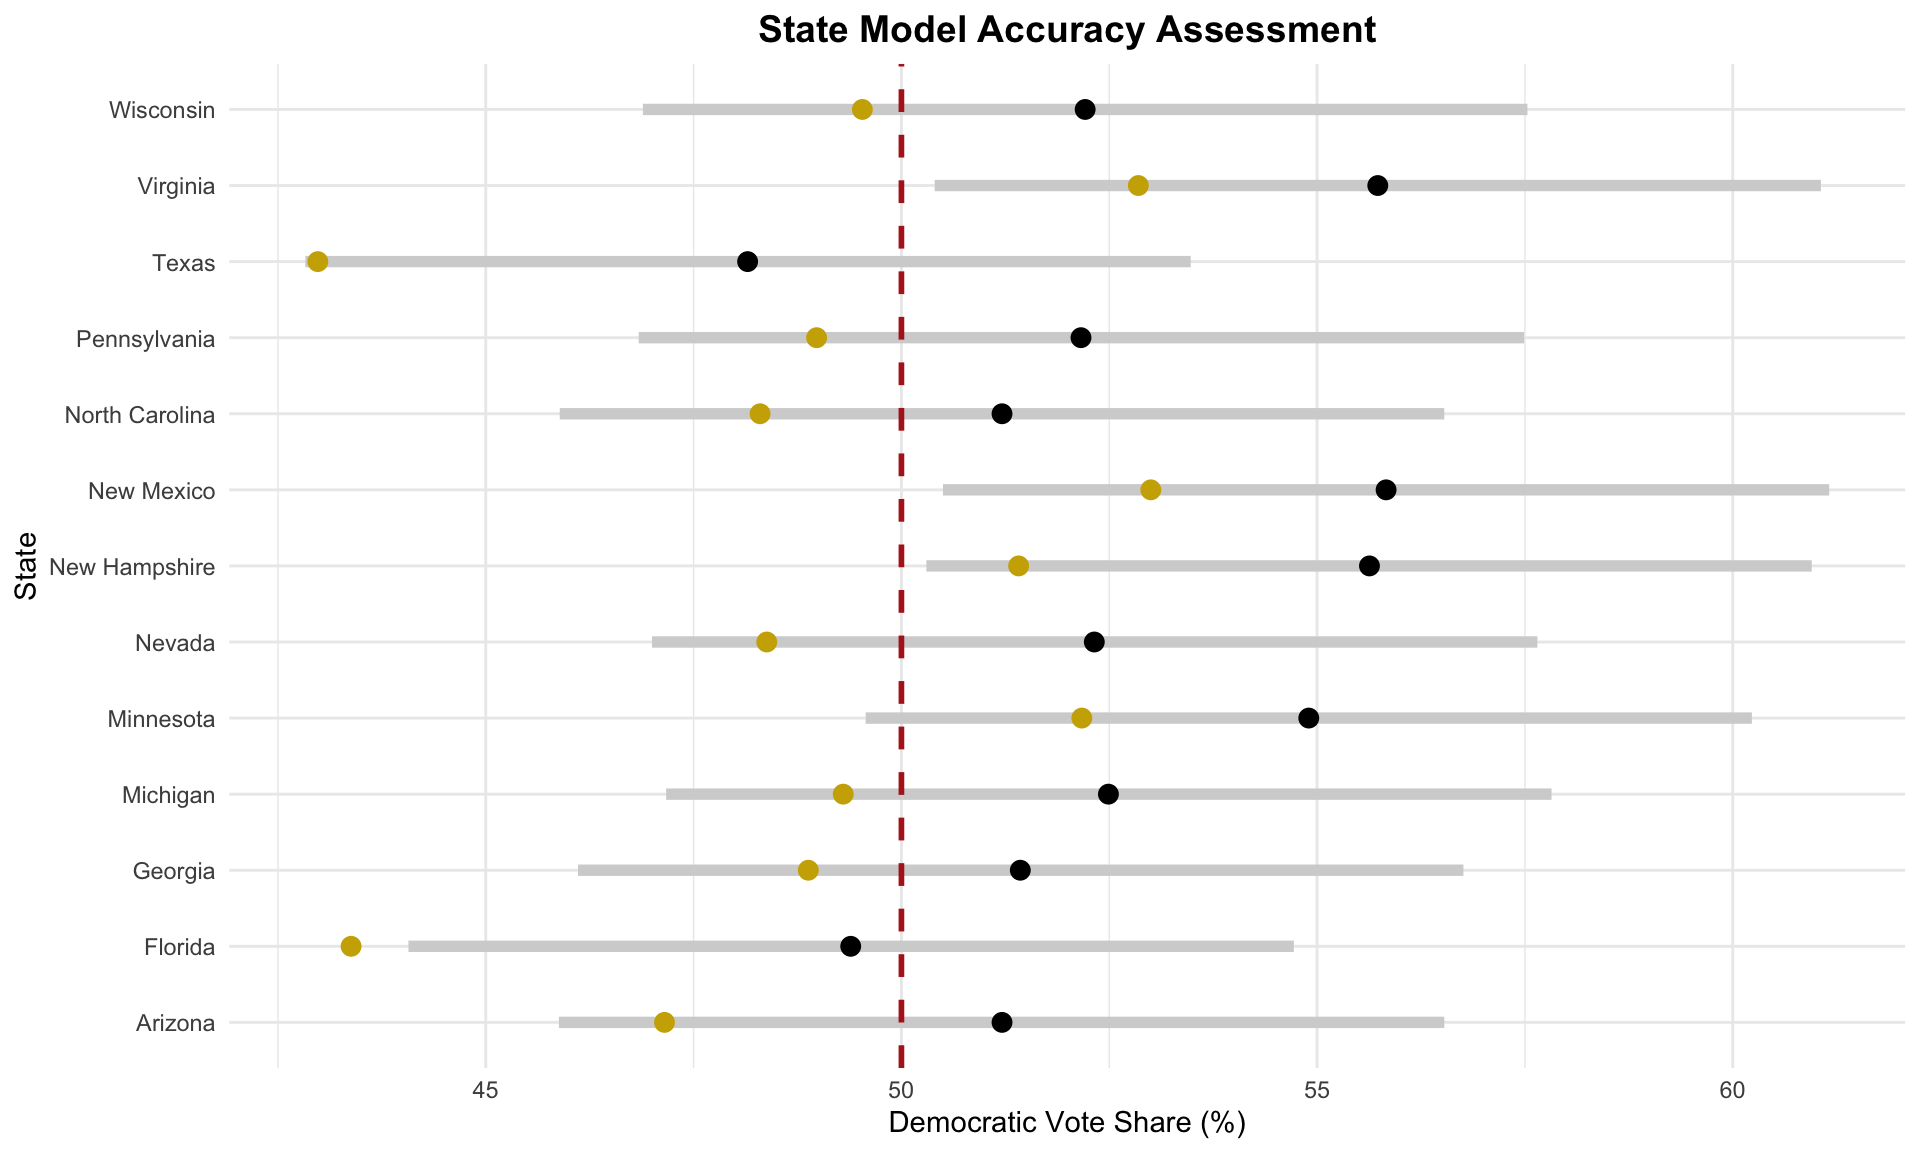 State Model Accuracy Assessment
Wisconsin
Virginia
Texas
Pennsylvania
North Carolina
New Mexico
New Hampshire
Nevada
Minnesota
Michigan
Georgia
Florida
Arizona
State
45 50 55 60
Democratic Vote Share (%)